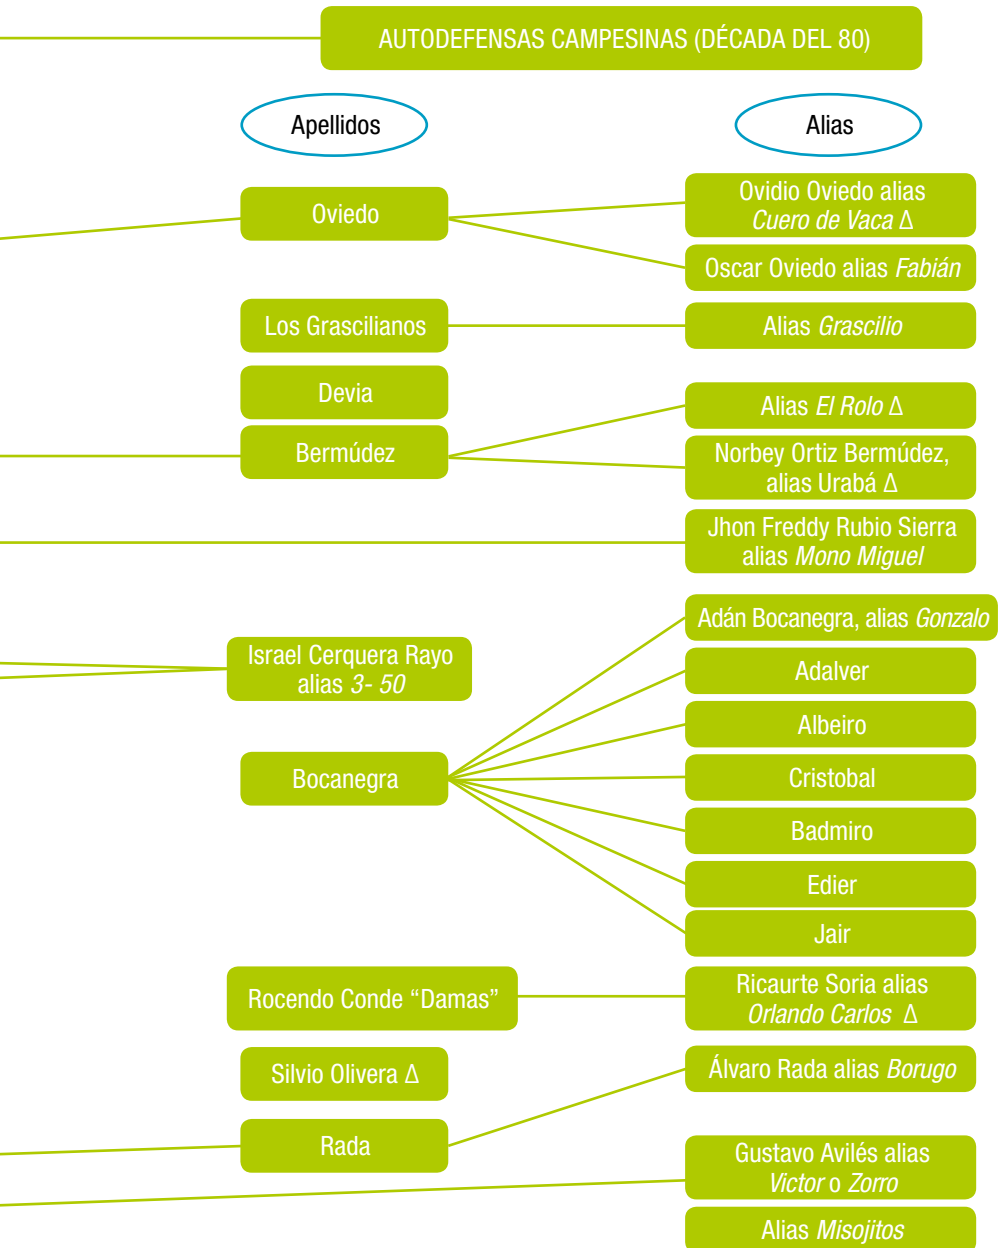 AUTODEFENSAS CAMPESINAS (DÉCADA DEL 80)
Apellidos
Alias
Oviedo
Ovidio Oviedo alias
Cuero de Vaca Δ
Oscar Oviedo alias Fabián
Los Grascilianos
Alias Grascilio
Devia
Bermúdez
Alias El Rolo Δ
Norbey Ortiz Bermúdez,
alias Urabá Δ
Jhon Freddy Rubio Sierra
alias Mono Miguel
Israel Cerquera Rayo
alias 3- 50
Bocanegra
Adán Bocanegra, alias Gonzalo
Adalver
Albeiro
Cristobal
Badmiro
Edier
Jair
Rocendo Conde “Damas”
Ricaurte Soria alias
Orlando Carlos Δ
Silvio Olivera Δ
Rada
Álvaro Rada alias Borugo
Gustavo Avilés alias
Victor o Zorro
Alias Misojitos